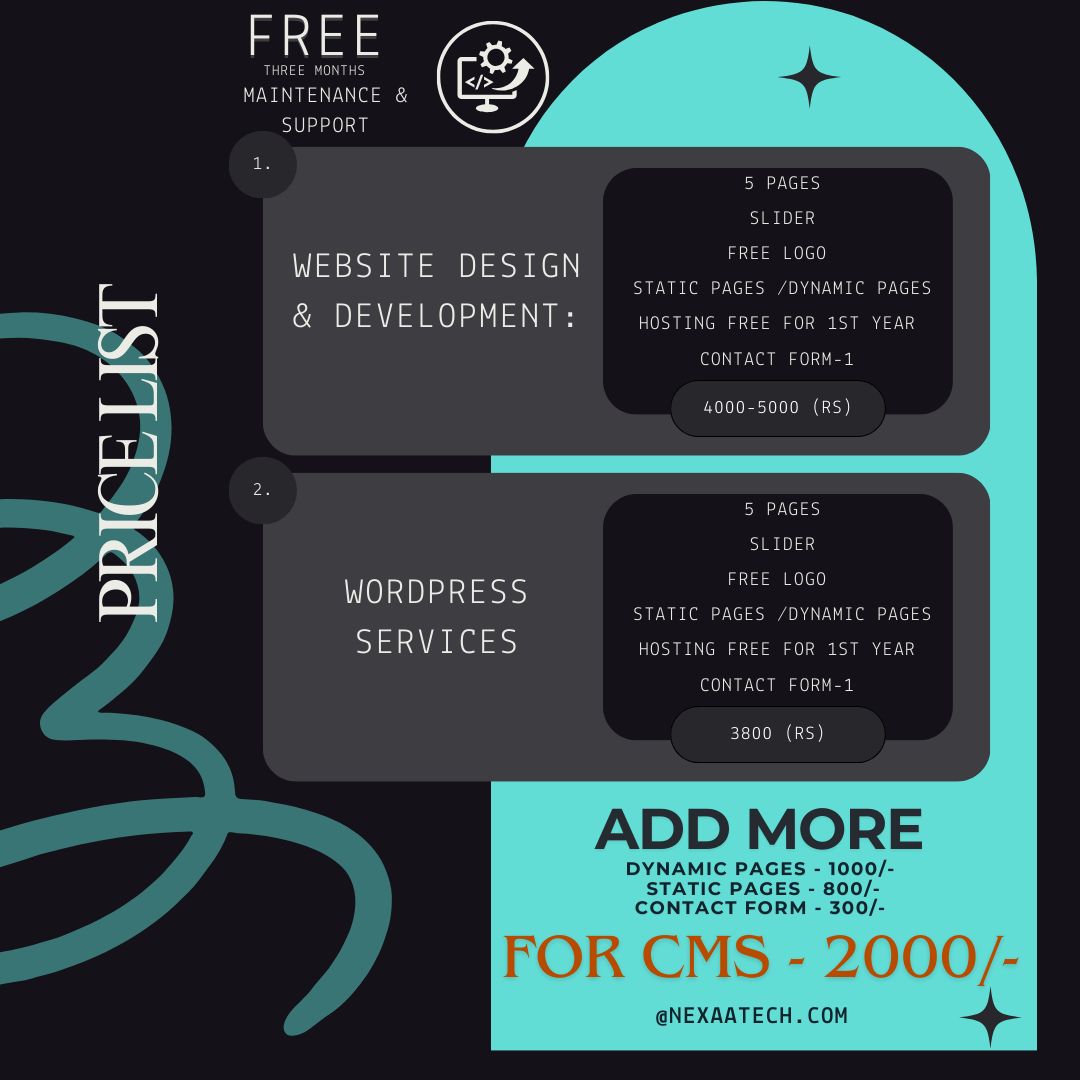 FREE
THREE MONTHS
MAINTENANCE &
SUPPORT
</>
PRICE LIST
1.
WEBSITE DESIGN
& DEVELOPMENT:
5 PAGES
SLIDER
FREE LOGO
STATIC PAGES /DYNAMIC PAGES
HOSTING FREE FOR 1ST YEAR
CONTACT FORM-1
4000-5000 (RS)
2.
WORDPRESS
SERVICES
5 PAGES
SLIDER
FREE LOGO
STATIC PAGES /DYNAMIC PAGES
HOSTING FREE FOR 1ST YEAR
CONTACT FORM-1
3800 (RS)
ADD MORE
DYNAMIC PAGES - 1000/-
STATIC PAGES - 800/-
CONTACT FORM - 300/-
FOR CMS - 2000/-
@NEXAATECH.COM